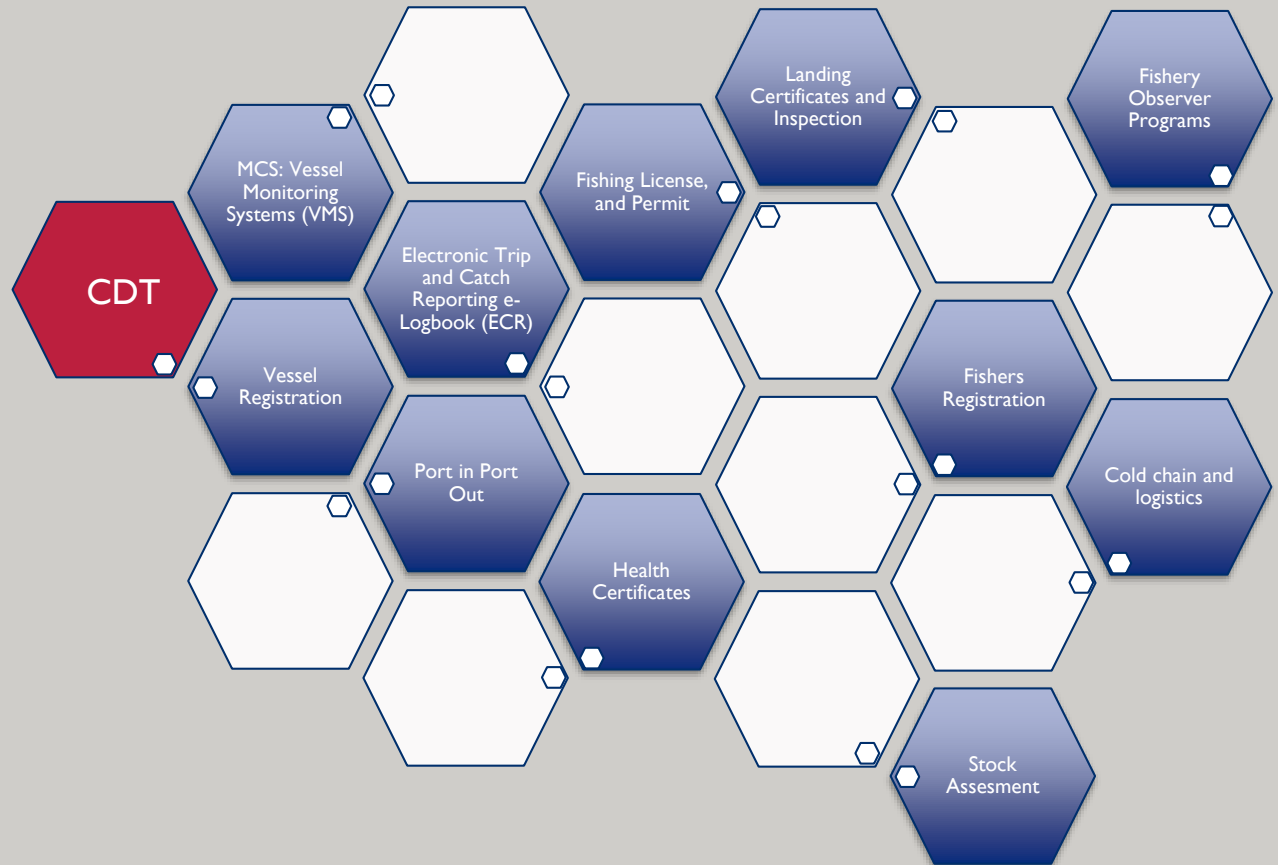 CDT
MCS: Vessel
Monitoring
Systems (VMS)
Vessel
Registration
Electronic Trip
and Catch
Reporting e-
Logbook (ECR)
Port in Port
Out
Fishing License,
and Permit
Health
Certificates
Landing
Certificates and
Inspection
Fishers
Registration
Stock
Assesment
Fishery
Observer
Programs
Cold chain and
logistics